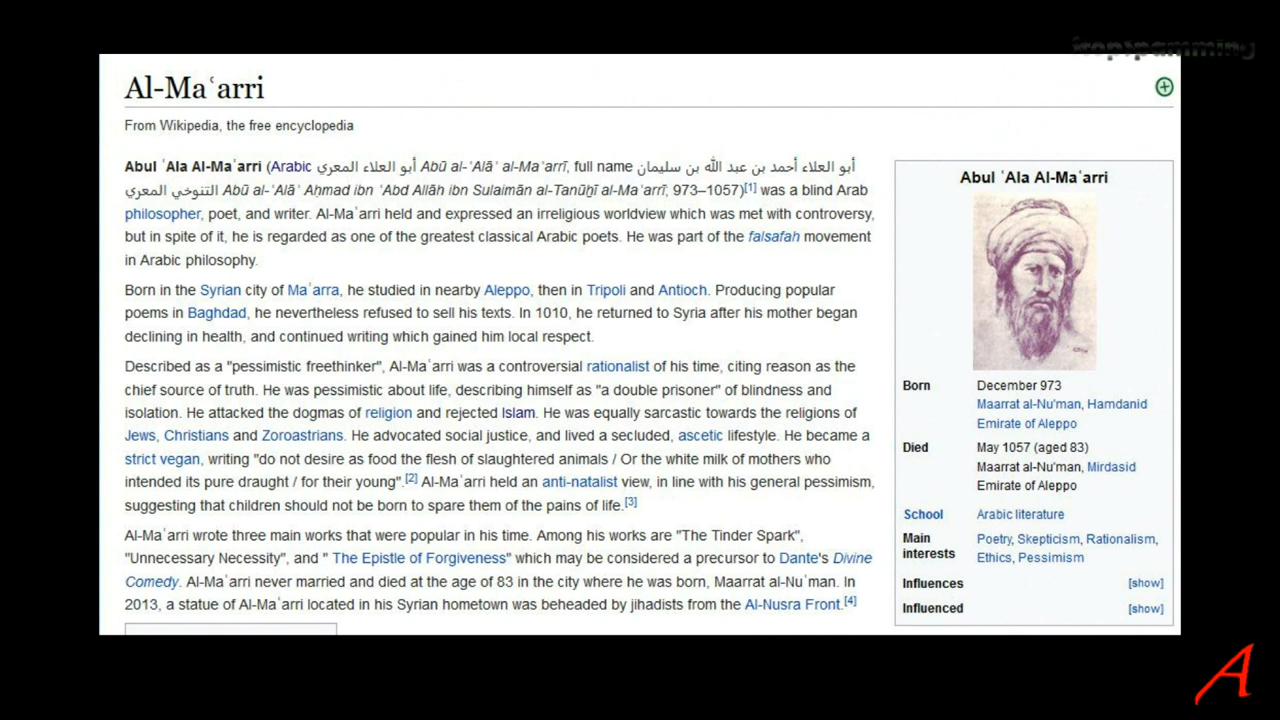 Al-Maʿarri
From Wikipedia, the free encyclopedia
Abul ʿAla Al-Maʿarri (Arabic أبو العلاء المعري Abū al-ʿAlāʾ al-Maʿarrī, full name أبو العلاء أحمد بن عبد الله بن سليمان
التنوخي المعري Abū al-ʿAlāʾ Aḥmad ibn ʿAbd Allāh ibn Sulaimān al-Tanūḫī al-Maʿarrī; 973–1057)[1] was a blind Arab
philosopher, poet, and writer. Al-Maʿarri held and expressed an irreligious worldview which was met with controversy,
but in spite of it, he is regarded as one of the greatest classical Arabic poets. He was part of the falsafah movement
in Arabic philosophy.
Born in the Syrian city of Maʿarra, he studied in nearby Aleppo, then in Tripoli and Antioch. Producing popular
poems in Baghdad, he nevertheless refused to sell his texts. In 1010, he returned to Syria after his mother began
declining in health, and continued writing which gained him local respect.
Described as a "pessimistic freethinker", Al-Maʿarri was a controversial rationalist of his time, citing reason as the
chief source of truth. He was pessimistic about life, describing himself as "a double prisoner" of blindness and
isolation. He attacked the dogmas of religion and rejected Islam. He was equally sarcastic towards the religions of
Jews, Christians and Zoroastrians. He advocated social justice, and lived a secluded, ascetic lifestyle. He became a
strict vegan, writing "do not desire as food the flesh of slaughtered animals / Or the white milk of mothers who
intended its pure draught / for their young".[2] Al-Maʿarri held an anti-natalist view, in line with his general pessimism,
suggesting that children should not be born to spare them of the pains of life.[3]
Al-Maʿarri wrote three main works that were popular in his time. Among his works are "The Tinder Spark",
"Unnecessary Necessity", and " The Epistle of Forgiveness" which may be considered a precursor to Dante's Divine
Comedy. Al-Maʿarri never married and died at the age of 83 in the city where he was born, Maarrat al-Nuʿman. In
2013, a statue of Al-Maʿarri located in his Syrian hometown was beheaded by jihadists from the Al-Nusra Front.[4]
Abul ʿAla Al-Maʿarri
Born December 973
Maarrat al-Nu'man, Hamdanid
Emirate of Aleppo
Died May 1057 (aged 83)
Maarrat al-Nu'man, Mirdasid
Emirate of Aleppo
School Arabic literature
Main interests Poetry, Skepticism, Rationalism,
Ethics, Pessimism
Influences [show]
Influenced [show]
A